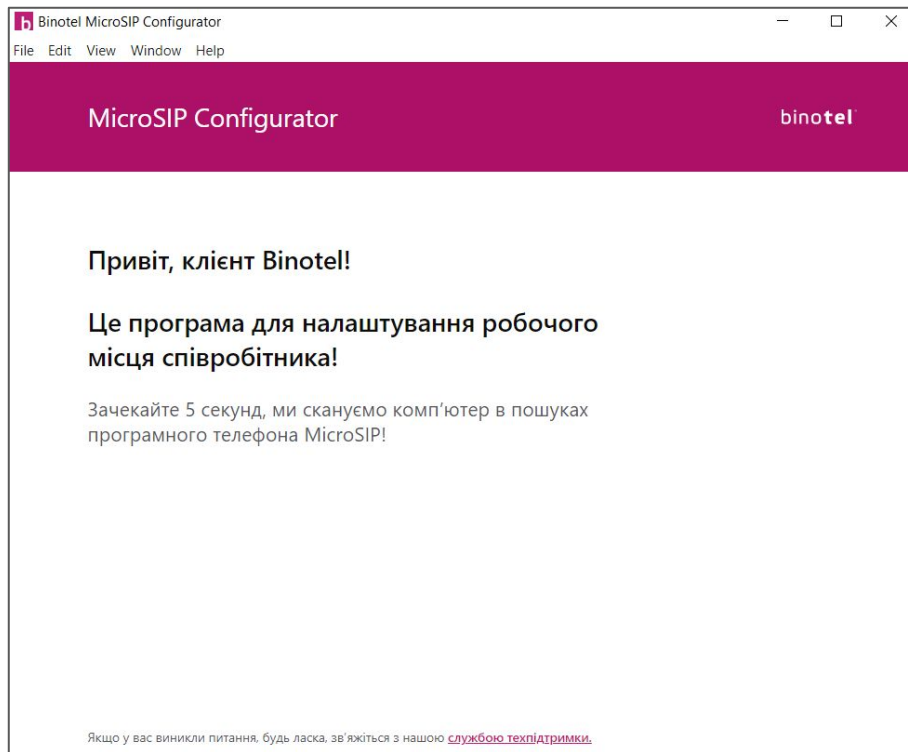 Binotel MicroSIP Configurator
File Edit View Window Help
MicroSIP Configurator
binotel
Привіт, клієнт Binotel!
Це програма для налаштування робочого
місця співробітника!
Зачекайте 5 секунд, ми скануємо комп’ютер в пошуках
програмного телефона MicroSIP!
Якщо у вас виникли питання, будь ласка, зв’яжіться з нашою службою техпідтримки.